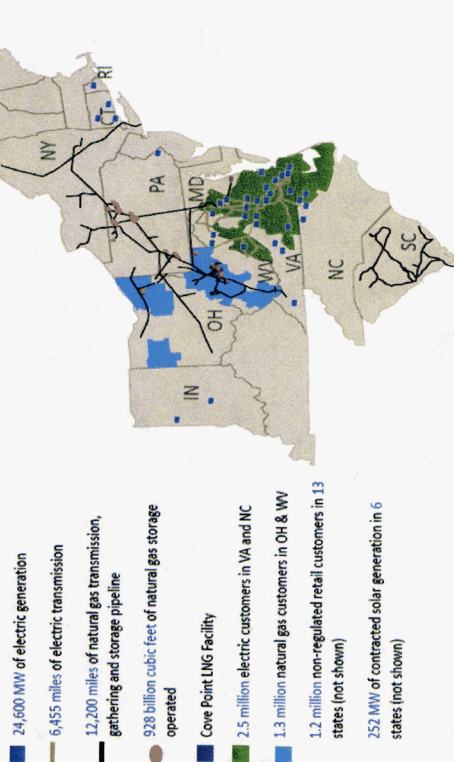 24,600 MW of electric generation
6,455 miles of electric transmission
12,200 miles of natural gas transmission,
gathering and storage pipeline
928 billion cubic feet of natural gas storage
operated
Cove Point LNG Facility
2.5 million electric customers in VA and NC
1.3 million natural gas customers in OH & WV
1.2 million non-regulated retail customers in 13
states (not shown)
252 MW of contracted solar generation in 6
states (not shown)
NY
CT
RI
PA
MD
OH
IN
WV
VA
NC
SC